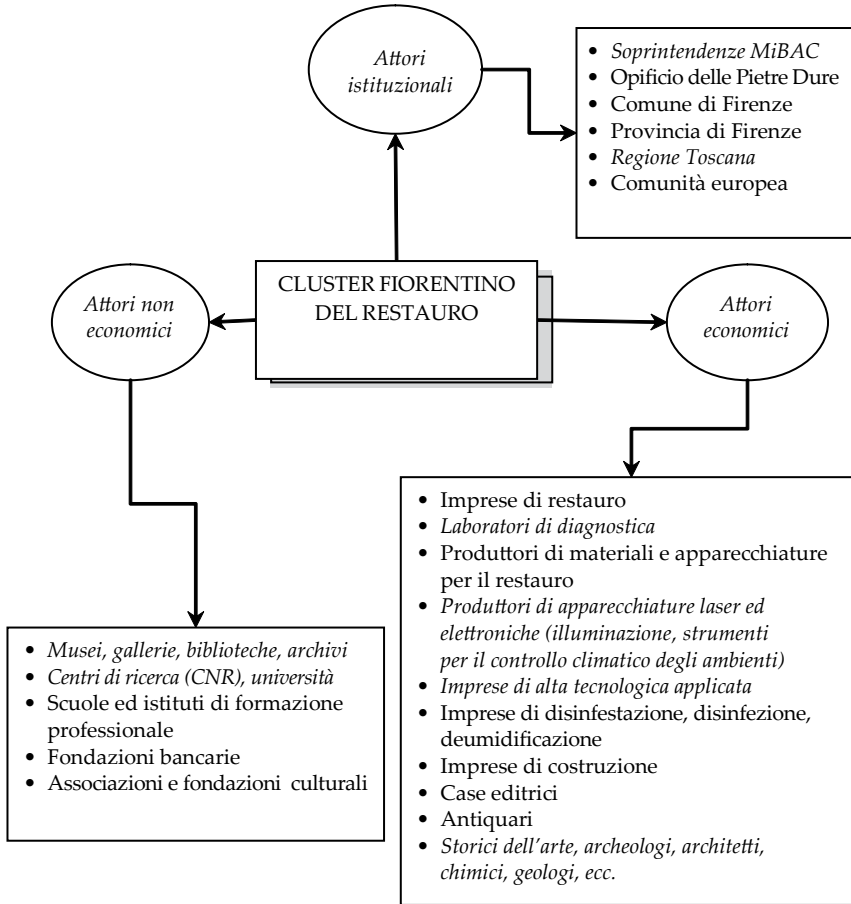 Attori
istituzionali
• Soprintendenze MiBAC
• Opificio delle Pietre Dure
• Comune di Firenze
• Provincia di Firenze
• Regione Toscana
• Comunità europea
CLUSTER FIORENTINO
DEL RESTAURO
Attori non
economici
Attori
economici
• Imprese di restauro
• Laboratori di diagnostica
• Produttori di materiali e apparecchiature
per il restauro
• Produttori di apparecchiature laser ed
elettroniche (illuminazione, strumenti
per il controllo climatico degli ambienti)
• Imprese di alta tecnologica applicata
• Imprese di disinfestazione, disinfezione,
deumidificazione
• Imprese di costruzione
• Case editrici
• Antiquari
• Storici dell'arte, archeologi, architetti,
chimici, geologi, ecc.
• Musei, gallerie, biblioteche, archivi
• Centri di ricerca (CNR), università
• Scuole ed istituti di formazione
professionale
• Fondazioni bancarie
• Associazioni e fondazioni culturali